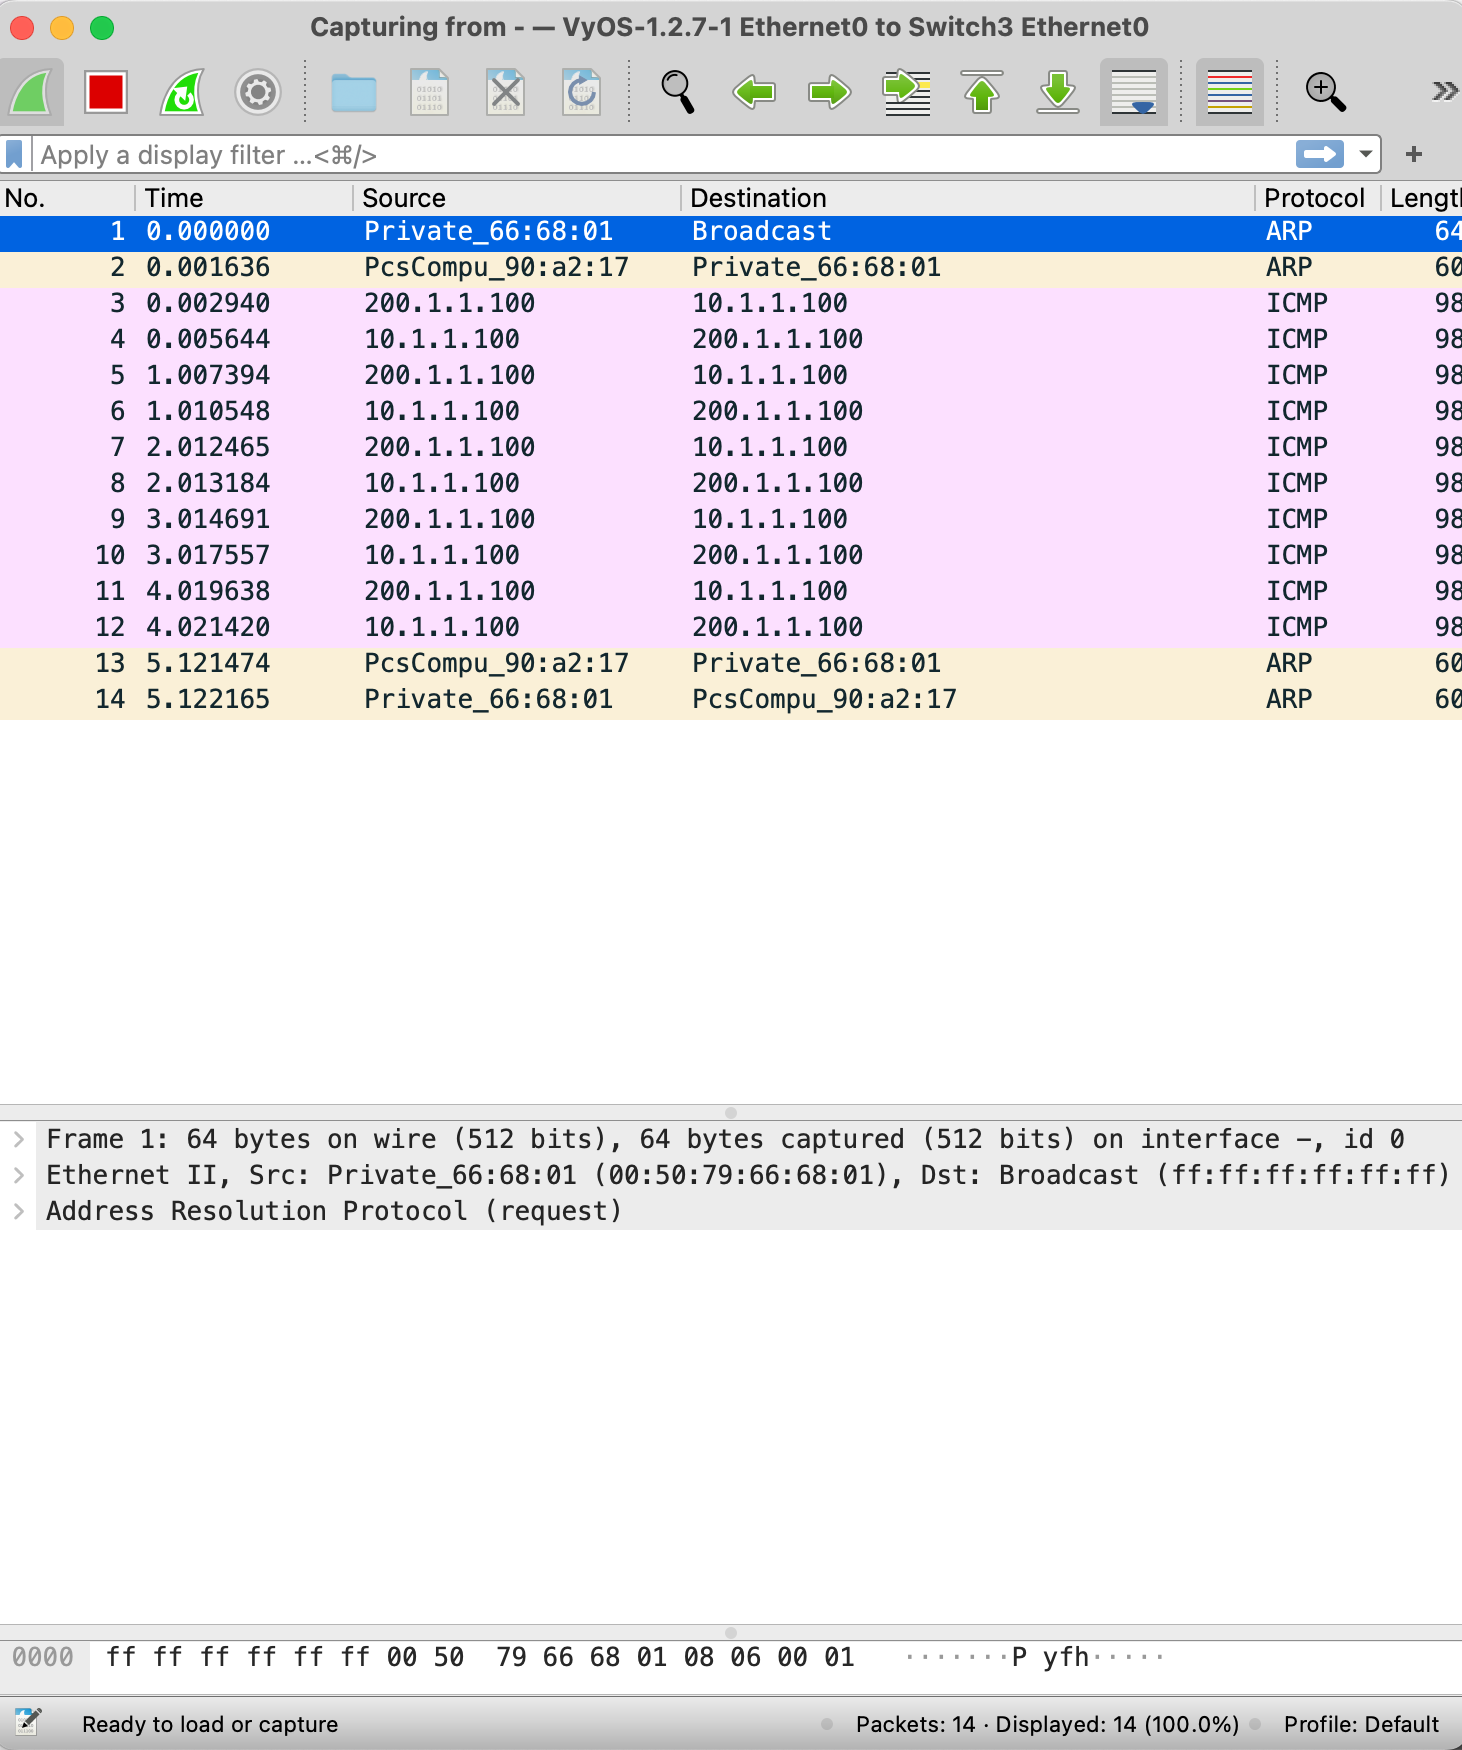 Capturing from - — VyOS-1.2.7-1 Ethernet0 to Switch3 Ethernet0
Apply a display filter ...<⌘/>
No. Time Source Destination Protocol Lengt
1 0.000000 Private_66:68:01 Broadcast ARP 64
2 0.001636 PcsCompu_90:a2:17 Private_66:68:01 ARP 60
3 0.002940 200.1.1.100 10.1.1.100 ICMP 98
4 0.005644 10.1.1.100 200.1.1.100 ICMP 98
5 1.007394 200.1.1.100 10.1.1.100 ICMP 98
6 1.010548 10.1.1.100 200.1.1.100 ICMP 98
7 2.012465 200.1.1.100 10.1.1.100 ICMP 98
8 2.013184 10.1.1.100 200.1.1.100 ICMP 98
9 3.014691 200.1.1.100 10.1.1.100 ICMP 98
10 3.017557 10.1.1.100 200.1.1.100 ICMP 98
11 4.019638 200.1.1.100 10.1.1.100 ICMP 98
12 4.021420 10.1.1.100 200.1.1.100 ICMP 98
13 5.121474 PcsCompu_90:a2:17 Private_66:68:01 ARP 60
14 5.122165 Private_66:68:01 PcsCompu_90:a2:17 ARP 60
Frame 1: 64 bytes on wire (512 bits), 64 bytes captured (512 bits) on interface -, id 0
Ethernet II, Src: Private_66:68:01 (00:50:79:66:68:01), Dst: Broadcast (ff:ff:ff:ff:ff:ff)
Address Resolution Protocol (request)
0000 ff ff ff ff ff ff 00 50 79 66 68 01 08 06 00 01 ·······P yfh·····
Ready to load or capture Packets: 14 · Displayed: 14 (100.0%) Profile: Default